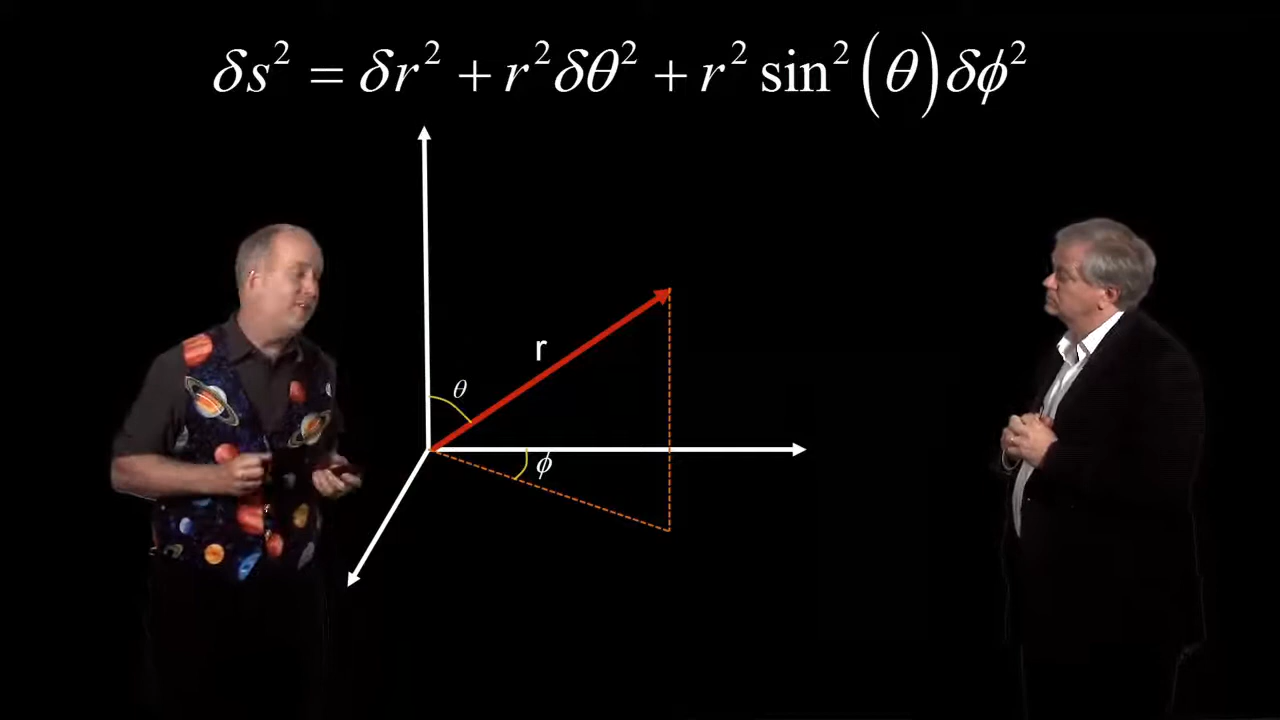 δs² = δr² + r²δθ² + r² sin²(θ)δϕ²
r
θ
ϕ